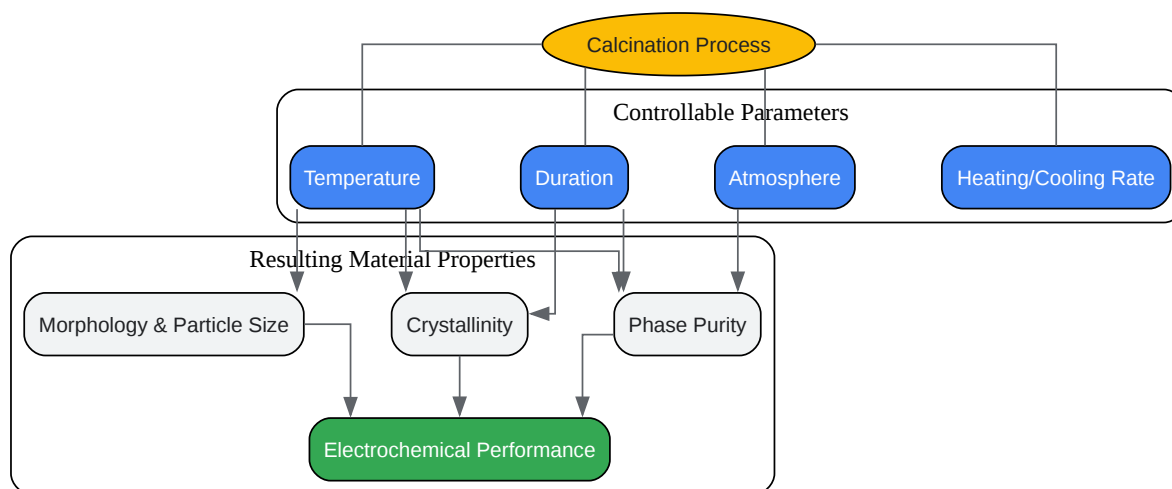 Calcination Process
Controllable Parameters
Temperature
Duration
Atmosphere
Heating/Cooling Rate
Resulting Material Properties
Morphology & Particle Size
Crystallinity
Phase Purity
Electrochemical Performance